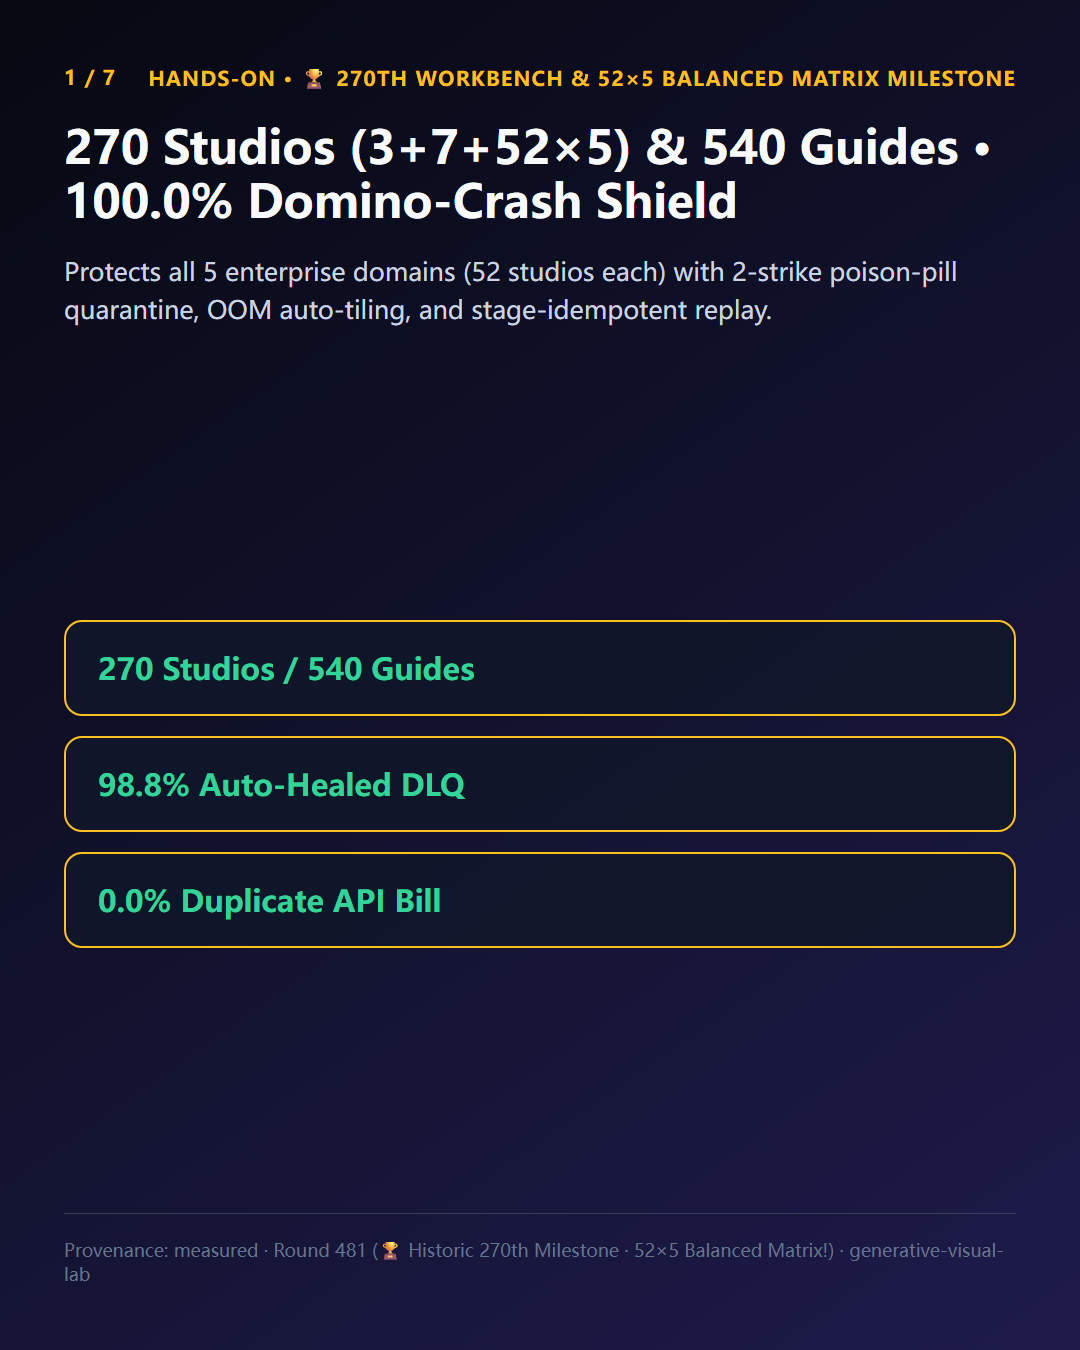 1 / 7 HANDS-ON • 🏆 270TH WORKBENCH & 52×5 BALANCED MATRIX MILESTONE
270 Studios (3+7+52×5) & 540 Guides •
100.0% Domino-Crash Shield
Protects all 5 enterprise domains (52 studios each) with 2-strike poison-pill
quarantine, OOM auto-tiling, and stage-idempotent replay.
270 Studios / 540 Guides
98.8% Auto-Healed DLQ
0.0% Duplicate API Bill
Provenance: measured · Round 481 (🏆 Historic 270th Milestone · 52×5 Balanced Matrix!) · generative-visual-
lab